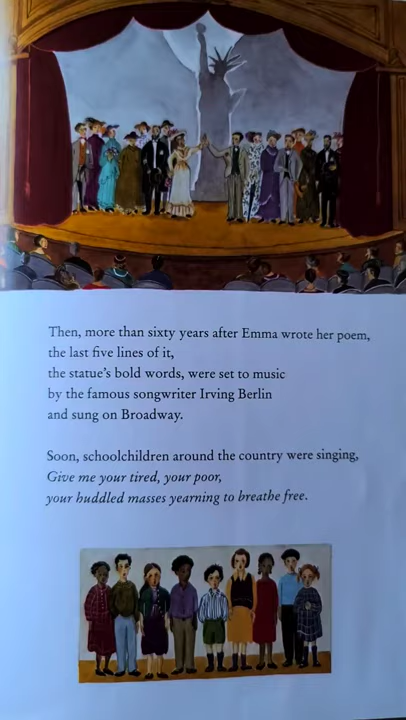 Then, more than sixty years after Emma wrote her poem,
the last five lines of it,
the statue's bold words, were set to music
by the famous songwriter Irving Berlin
and sung on Broadway.
Soon, schoolchildren around the country were singing,
Give me your tired, your poor,
your huddled masses yearning to breathe free.